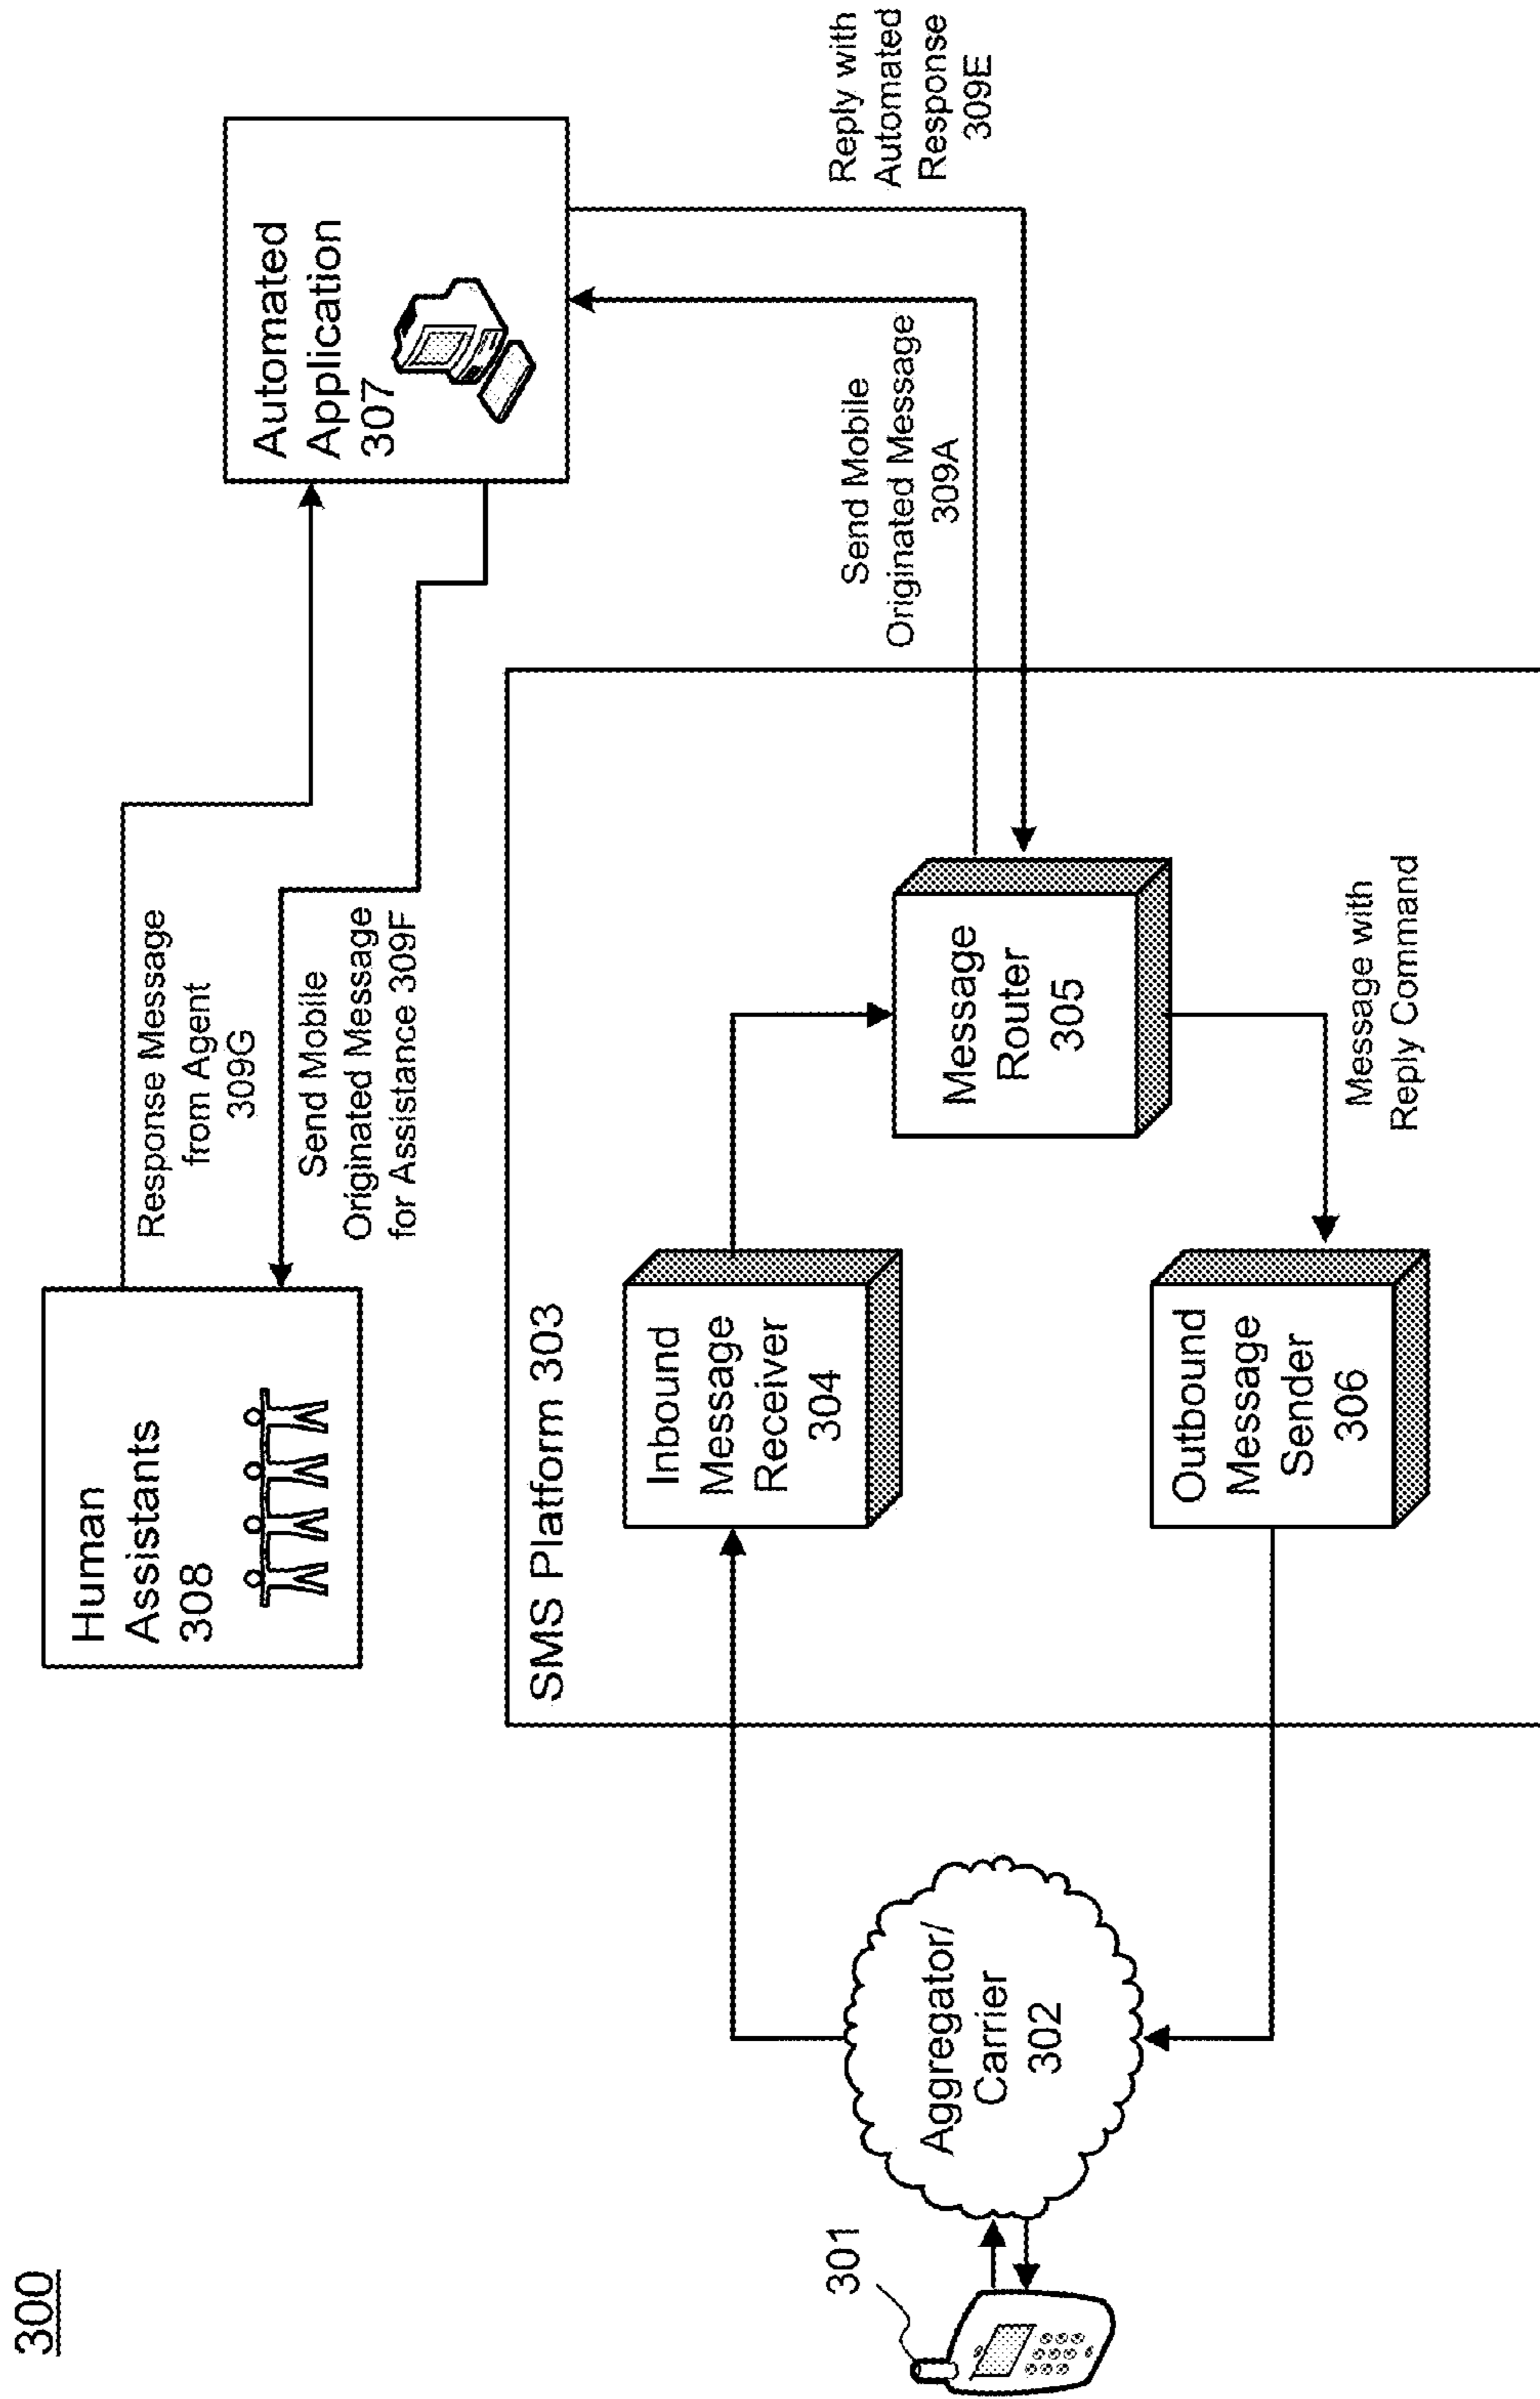 300
Human
Assistants
308
Response Message
from Agent
309G
Send Mobile
Originated Message
for Assistance 309F
Automated
Application
307
SMS Platform 303
Inbound
Message
Receiver
304
Message
Router
305
Send Mobile
Originated Message
309A
Reply with
Automated
Response
309E
301
Aggregator/
Carrier
302
Outbound
Message
Sender
306
Message with
Reply Command